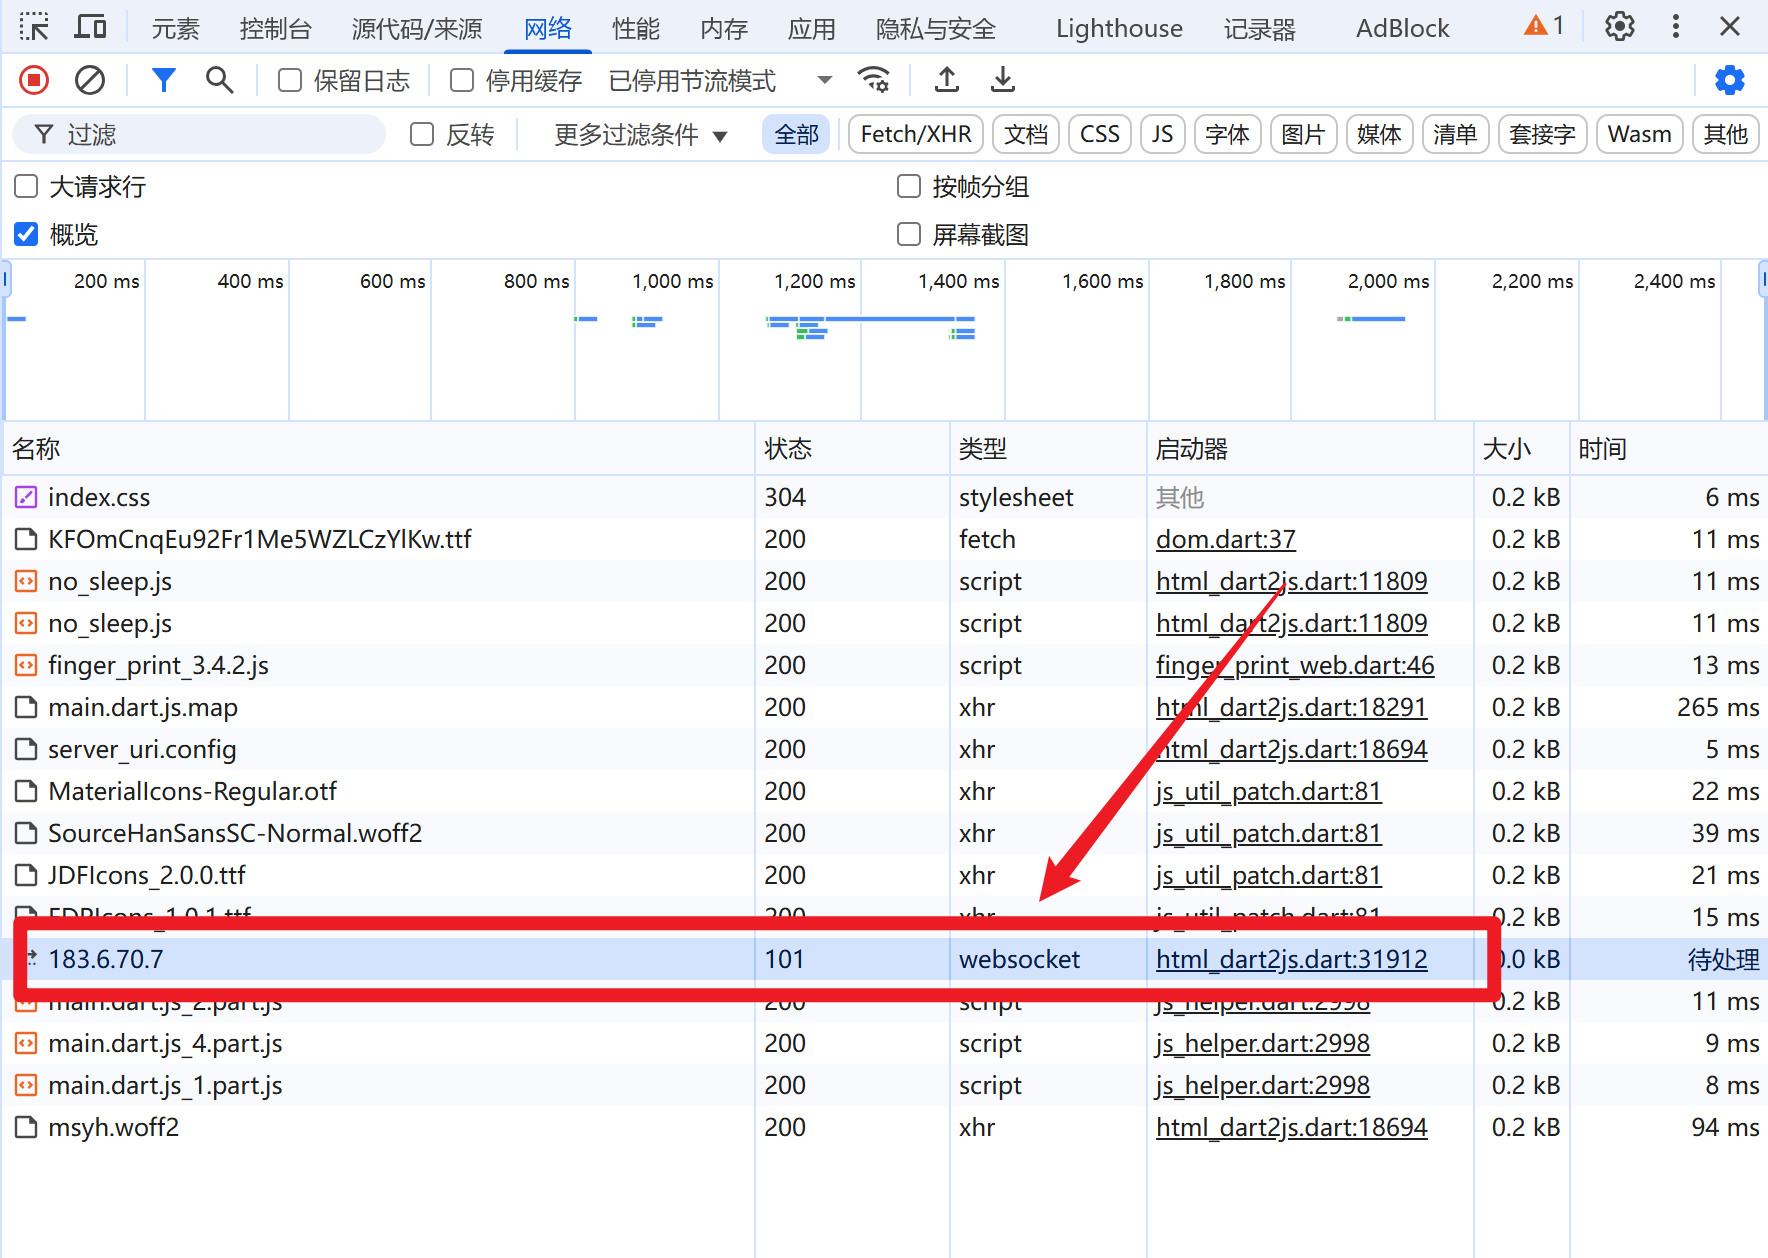 元素 控制台 源代码/来源 网络 性能 内存 应用 隐私与安全 Lighthouse 记录器 AdBlock 1
保留日志 停用缓存 已停用节流模式
过滤 反转 更多过滤条件 全部 Fetch/XHR 文档 CSS JS 字体 图片 媒体 清单 套接字 Wasm 其他
大请求行 按帧分组
概览 屏幕截图
200 ms 400 ms 600 ms 800 ms 1,000 ms 1,200 ms 1,400 ms 1,600 ms 1,800 ms 2,000 ms 2,200 ms 2,400 ms
名称 状态 类型 启动器 大小 时间
index.css 304 stylesheet 其他 0.2 kB 6 ms
KFOmCnqEu92Fr1Me5WZLCzYlKw.ttf 200 fetch dom.dart:37 0.2 kB 11 ms
no_sleep.js 200 script html_dart2js.dart:11809 0.2 kB 11 ms
no_sleep.js 200 script html_dart2js.dart:11809 0.2 kB 11 ms
finger_print_3.4.2.js 200 script finger_print_web.dart:46 0.2 kB 13 ms
main.dart.js.map 200 xhr html_dart2js.dart:18291 0.2 kB 265 ms
server_uri.config 200 xhr html_dart2js.dart:18694 0.2 kB 5 ms
MaterialIcons-Regular.otf 200 xhr js_util_patch.dart:81 0.2 kB 22 ms
SourceHanSansSC-Normal.woff2 200 xhr js_util_patch.dart:81 0.2 kB 39 ms
JDFIcons_2.0.0.ttf 200 xhr js_util_patch.dart:81 0.2 kB 21 ms
200 xhr js_util_patch.dart:81 0.2 kB 15 ms
183.6.70.7 101 websocket html_dart2js.dart:31912 0.0 kB 待处理
main.dart.js_2.part.js 200 script js_helper.dart:2998 0.2 kB 11 ms
main.dart.js_4.part.js 200 script js_helper.dart:2998 0.2 kB 9 ms
main.dart.js_1.part.js 200 script js_helper.dart:2998 0.2 kB 8 ms
msyh.woff2 200 xhr html_dart2js.dart:18694 0.2 kB 94 ms